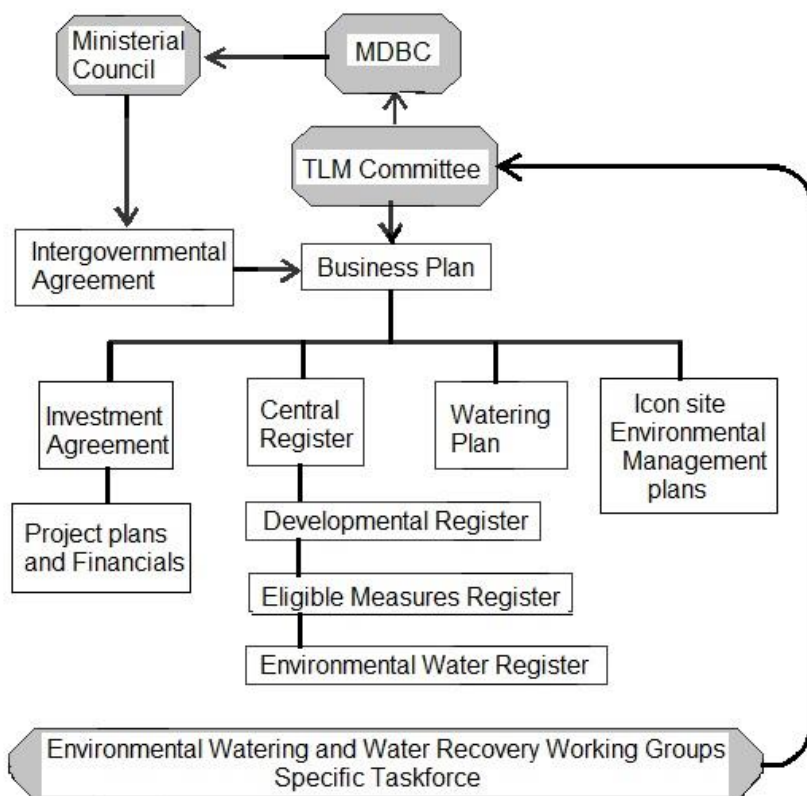 Ministerial
Council
MDBC
TLM Committee
Intergovernmental
Agreement
Business Plan
Investment
Agreement
Central
Register
Watering
Plan
Icon site
Environmental
Management
plans
Project plans
and Financials
Developmental Register
Eligible Measures Register
Environmental Water Register
Environmental Watering and Water Recovery Working Groups
Specific Taskforce